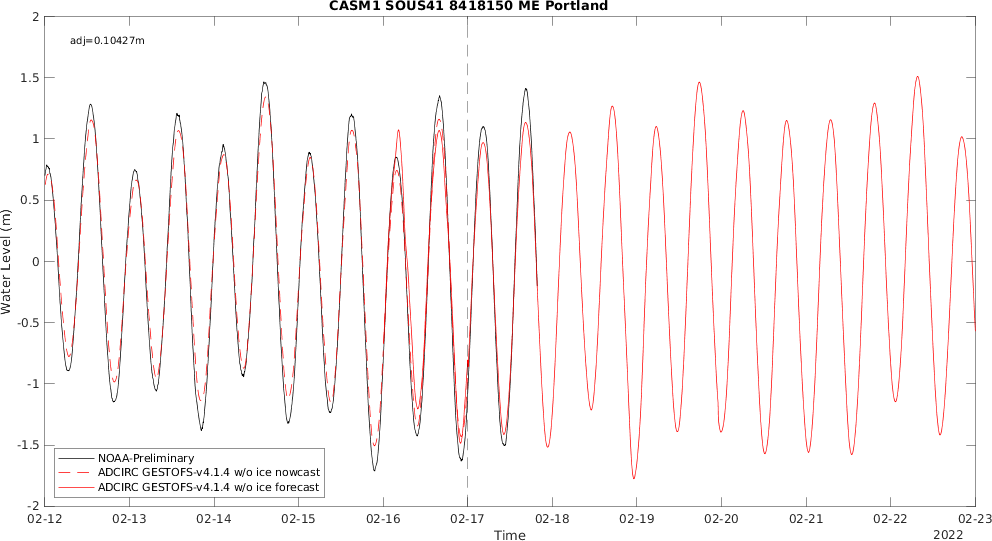 CASM1 SOUS41 8418150 ME Portland
adj=0.10427m
2
1.5
1
0.5
0
-0.5
-1
-1.5
-2
Water Level (m)
NOAA-Preliminary
ADCIRC GESTOFS-v4.1.4 w/o ice nowcast
ADCIRC GESTOFS-v4.1.4 w/o ice forecast
02-12 02-13 02-14 02-15 02-16 02-17 02-18 02-19 02-20 02-21 02-22 02-23
Time
2022